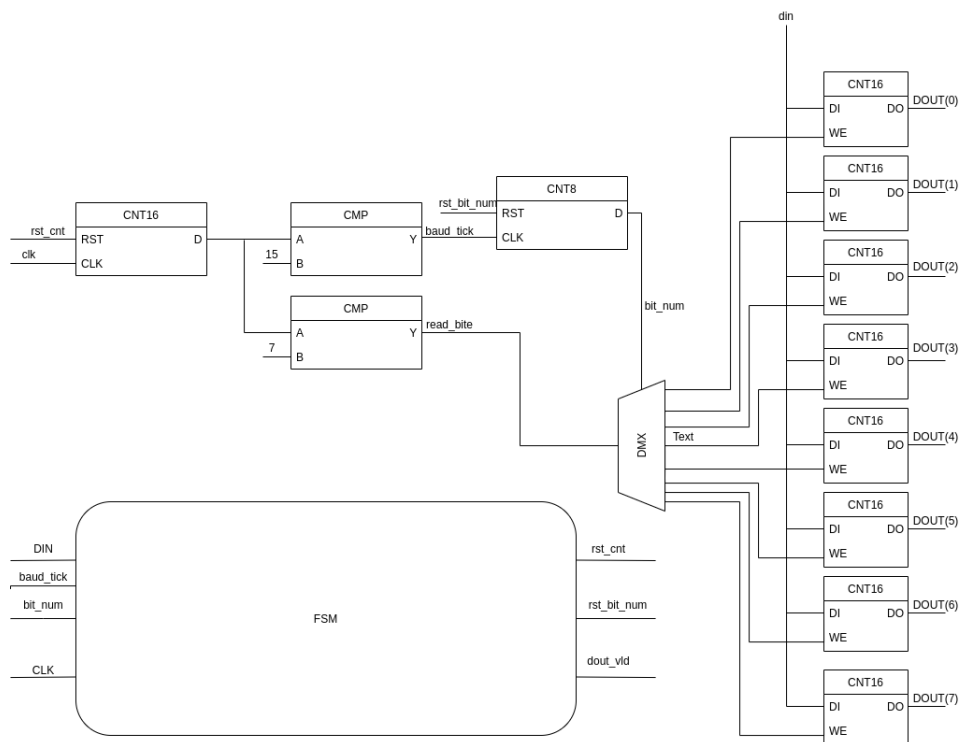 din
CNT16
DI DO DOUT(0)
WE
CNT16
DI DO DOUT(1)
WE
CNT16
DI DO DOUT(2)
WE
CNT16
DI DO DOUT(3)
WE
CNT16
DI DO DOUT(4)
WE
CNT16
DI DO DOUT(5)
WE
CNT16
DI DO DOUT(6)
WE
CNT16
DI DO DOUT(7)
WE
CNT16
rst_cnt RST D
clk CLK
CMP
A Y baud_tick
15 B
CMP
A Y read_bite
7 B
CNT8
rst_bit_num RST D
CLK
bit_num
DMX
Text
FSM
DIN
baud_tick
bit_num
CLK
rst_cnt
rst_bit_num
dout_vld